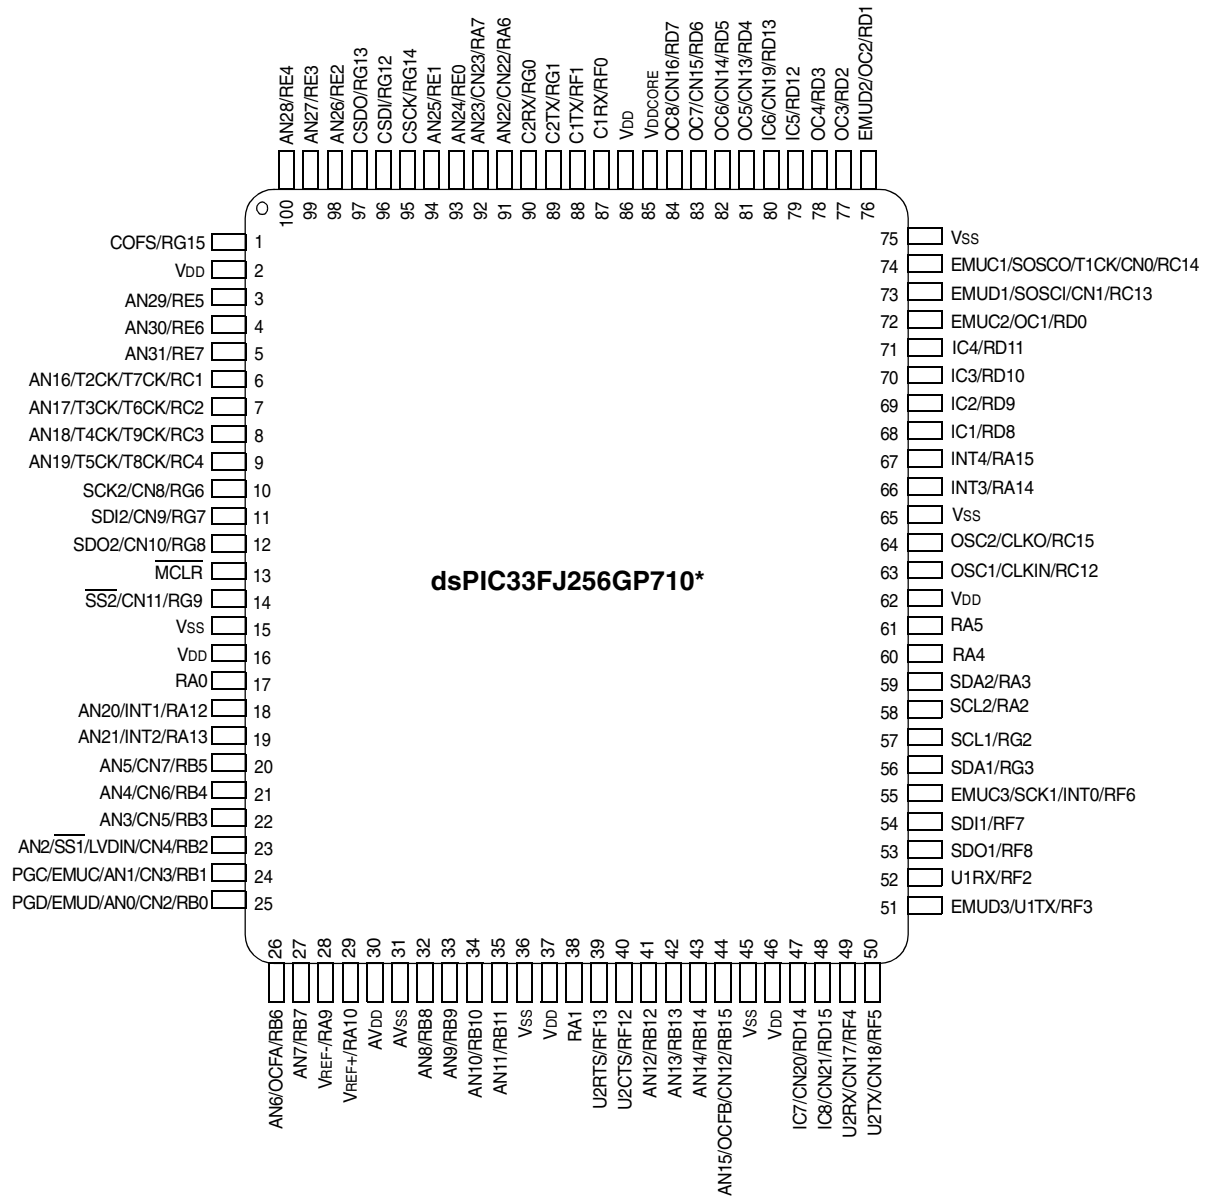 AN28/RE4
AN27/RE3
AN26/RE2
CSDO/RG13
CSDI/RG12
CSCK/RG14
AN25/RE1
AN24/RE0
AN23/CN23/RA7
AN22/CN22/RA6
C2RX/RG0
C2TX/RG1
C1TX/RF1
C1RX/RF0
VDD
VDDCORE
OC8/CN16/RD7
OC7/CN15/RD6
OC6/CN14/RD5
OC5/CN13/RD4
IC6/CN19/RD13
IC5/RD12
OC4/RD3
OC3/RD2
EMUD2/OC2/RD1
100
99
98
97
96
95
94
93
92
91
90
89
88
87
86
85
84
83
82
81
80
79
78
77
76
COFS/RG15 1
VDD 2
AN29/RE5 3
AN30/RE6 4
AN31/RE7 5
AN16/T2CK/T7CK/RC1 6
AN17/T3CK/T6CK/RC2 7
AN18/T4CK/T9CK/RC3 8
AN19/T5CK/T8CK/RC4 9
SCK2/CN8/RG6 10
SDI2/CN9/RG7 11
SDO2/CN10/RG8 12
MCLR 13
SS2/CN11/RG9 14
VSS 15
VDD 16
RA0 17
AN20/INT1/RA12 18
AN21/INT2/RA13 19
AN5/CN7/RB5 20
AN4/CN6/RB4 21
AN3/CN5/RB3 22
AN2/SS1/LVDIN/CN4/RB2 23
PGC/EMUC/AN1/CN3/RB1 24
PGD/EMUD/AN0/CN2/RB0 25
dsPIC33FJ256GP710*
75 VSS
74 EMUC1/SOSCO/T1CK/CN0/RC14
73 EMUD1/SOSCI/CN1/RC13
72 EMUC2/OC1/RD0
71 IC4/RD11
70 IC3/RD10
69 IC2/RD9
68 IC1/RD8
67 INT4/RA15
66 INT3/RA14
65 VSS
64 OSC2/CLKO/RC15
63 OSC1/CLKIN/RC12
62 VDD
61 RA5
60 RA4
59 SDA2/RA3
58 SCL2/RA2
57 SCL1/RG2
56 SDA1/RG3
55 EMUC3/SCK1/INT0/RF6
54 SDI1/RF7
53 SDO1/RF8
52 U1RX/RF2
51 EMUD3/U1TX/RF3
26
27
28
29
30
31
32
33
34
35
36
37
38
39
40
41
42
43
44
45
46
47
48
49
50
AN6/OCFA/RB6
AN7/RB7
VREF-/RA9
VREF+/RA10
AVDD
AVSS
AN8/RB8
AN9/RB9
AN10/RB10
AN11/RB11
VSS
VDD
RA1
U2RTS/RF13
U2CTS/RF12
AN12/RB12
AN13/RB13
AN14/RB14
AN15/OCFB/CN12/RB15
VSS
VDD
IC7/CN20/RD14
IC8/CN21/RD15
U2RX/CN17/RF4
U2TX/CN18/RF5